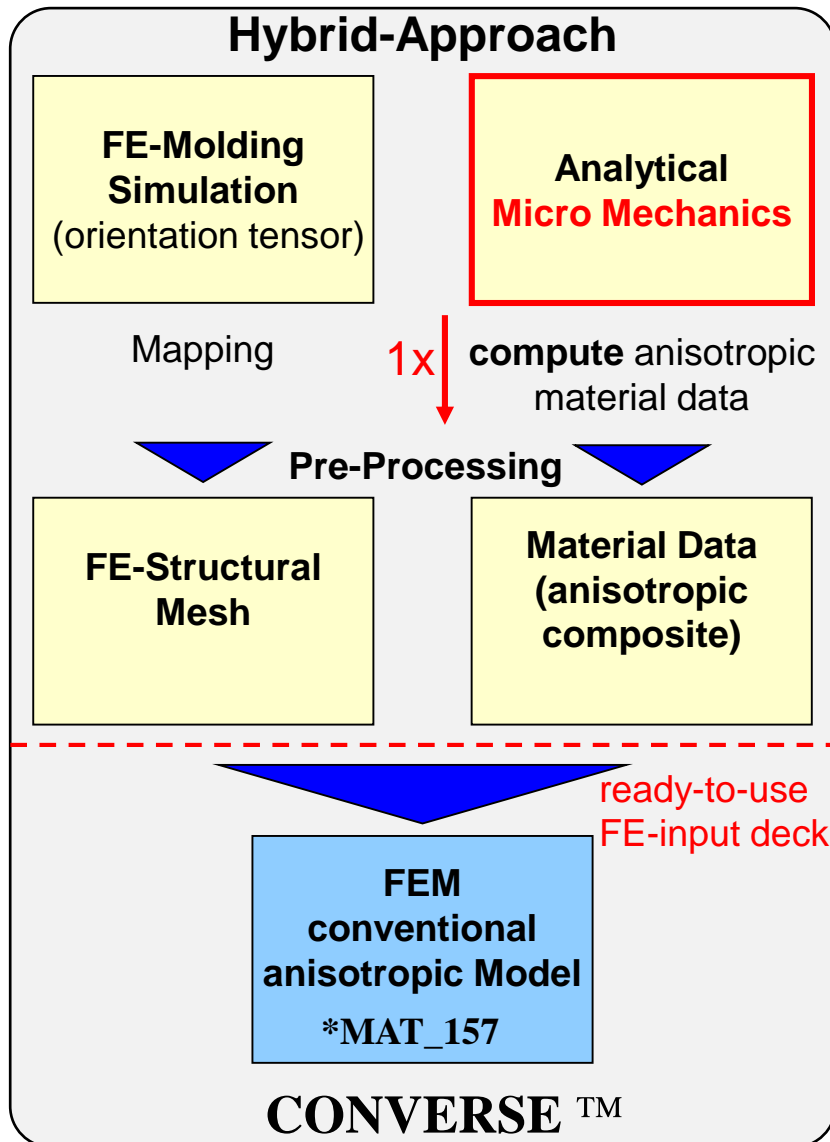 Hybrid-Approach
FE-Molding
Simulation
(orientation tensor)
Analytical
Micro Mechanics
Mapping
1x
compute anisotropic
material data
Pre-Processing
FE-Structural
Mesh
Material Data
(anisotropic
composite)
ready-to-use
FE-input deck
FEM
conventional
anisotropic Model
*MAT_157
CONVERSE ™